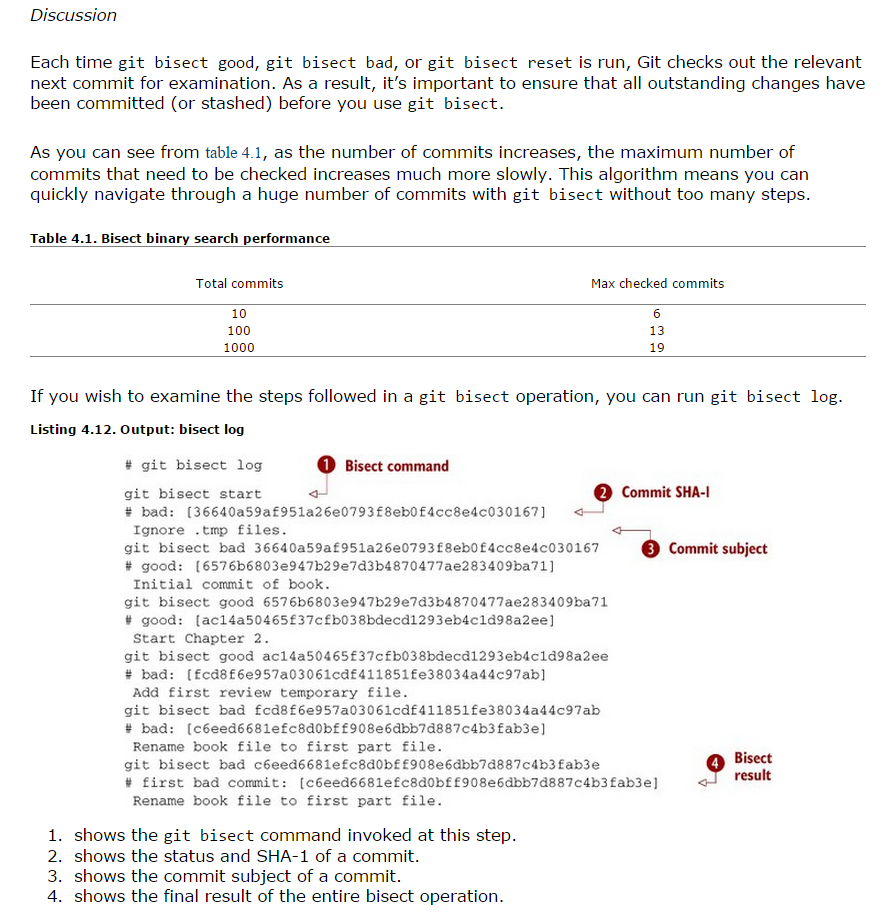 Discussion
Each time git bisect good, git bisect bad, or git bisect reset is run, Git checks out the relevant
next commit for examination. As a result, it’s important to ensure that all outstanding changes have
been committed (or stashed) before you use git bisect.
As you can see from table 4.1, as the number of commits increases, the maximum number of
commits that need to be checked increases much more slowly. This algorithm means you can
quickly navigate through a huge number of commits with git bisect without too many steps.
Table 4.1. Bisect binary search performance
Total commits Max checked commits
10 6
100 13
1000 19
If you wish to examine the steps followed in a git bisect operation, you can run git bisect log.
Listing 4.12. Output: bisect log
# git bisect log 1 Bisect command
git bisect start 2 Commit SHA-I
# bad: [36640a59af951a26e0793f8eb0f4cc8e4c030167]
Ignore .tmp files.
git bisect bad 36640a59af951a26e0793f8eb0f4cc8e4c030167 3 Commit subject
# good: [6576b6803e947b29e7d3b4870477ae283409ba71]
Initial commit of book.
git bisect good 6576b6803e947b29e7d3b4870477ae283409ba71
# good: [ac14a50465f37cfb038bdecd1293eb4c1d98a2ee]
Start Chapter 2.
git bisect good ac14a50465f37cfb038bdecd1293eb4c1d98a2ee
# bad: [fcd8f6e957a03061cdf411851fe38034a44c97ab]
Add first review temporary file.
git bisect bad fcd8f6e957a03061cdf411851fe38034a44c97ab
# bad: [c6eed6681efc8d0bff908e6dbb7d887c4b3fab3e]
Rename book file to first part file.
git bisect bad c6eed6681efc8d0bff908e6dbb7d887c4b3fab3e 4 Bisect
# first bad commit: [c6eed6681efc8d0bff908e6dbb7d887c4b3fab3e] result
Rename book file to first part file.
1. shows the git bisect command invoked at this step.
2. shows the status and SHA-1 of a commit.
3. shows the commit subject of a commit.
4. shows the final result of the entire bisect operation.